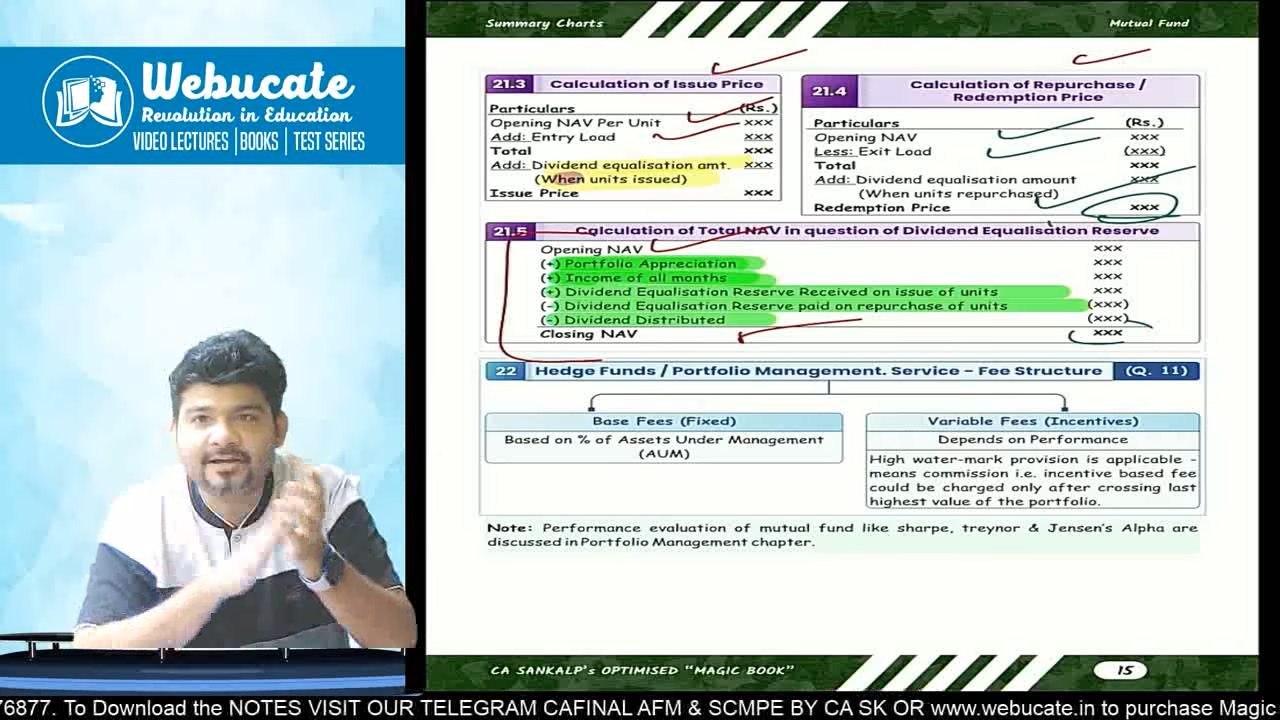 Webucate
Revolution in Education
VIDEO LECTURES | BOOKS | TEST SERIES
Summary Charts
Mutual Fund
21.3 Calculation of Issue Price
Particulars (Rs.)
Opening NAV Per Unit xxx
Add: Entry Load xxx
Total xxx
Add: Dividend equalisation amt. xxx
(When units issued)
Issue Price xxx
21.4 Calculation of Repurchase /
Redemption Price
Particulars (Rs.)
Opening NAV xxx
Less: Exit Load (xxx)
Total xxx
Add: Dividend equalisation amount xxx
(When units repurchased)
Redemption Price xxx
21.5 Calculation of Total NAV in question of Dividend Equalisation Reserve
Opening NAV xxx
(+) Portfolio Appreciation xxx
(+) Income of all months xxx
(+) Dividend Equalisation Reserve Received on issue of units xxx
(-) Dividend Equalisation Reserve paid on repurchase of units (xxx)
(-) Dividend Distributed (xxx)
Closing NAV xxx
22 Hedge Funds / Portfolio Management. Service - Fee Structure (Q. 11)
Base Fees (Fixed)
Based on % of Assets Under Management
(AUM)
Variable Fees (Incentives)
Depends on Performance
High water-mark provision is applicable -
means commission i.e. incentive based fee
could be charged only after crossing last
highest value of the portfolio.
Note: Performance evaluation of mutual fund like sharpe, treynor & Jensen's Alpha are
discussed in Portfolio Management chapter.
CA SANKALP's OPTIMISED "MAGIC BOOK"
15
76877. To Download the NOTES VISIT OUR TELEGRAM CAFINAL AFM & SCMPE BY CA SK OR www.webucate.in to purchase Magic